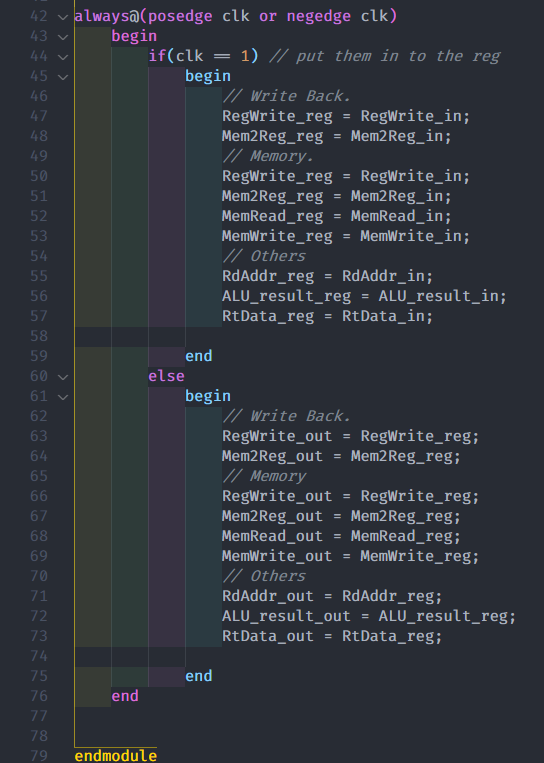 42 always@(posedge clk or negedge clk)
43 begin
44 if(clk == 1) // put them in to the reg
45 begin
46 // Write Back.
47 RegWrite_reg = RegWrite_in;
48 Mem2Reg_reg = Mem2Reg_in;
49 // Memory.
50 RegWrite_reg = RegWrite_in;
51 Mem2Reg_reg = Mem2Reg_in;
52 MemRead_reg = MemRead_in;
53 MemWrite_reg = MemWrite_in;
54 // Others
55 RdAddr_reg = RdAddr_in;
56 ALU_result_reg = ALU_result_in;
57 RtData_reg = RtData_in;
58
59 end
60 else
61 begin
62 // Write Back.
63 RegWrite_out = RegWrite_reg;
64 Mem2Reg_out = Mem2Reg_reg;
65 // Memory
66 RegWrite_out = RegWrite_reg;
67 Mem2Reg_out = Mem2Reg_reg;
68 MemRead_out = MemRead_reg;
69 MemWrite_out = MemWrite_reg;
70 // Others
71 RdAddr_out = RdAddr_reg;
72 ALU_result_out = ALU_result_reg;
73 RtData_out = RtData_reg;
74
75 end
76 end
77
78
79 endmodule